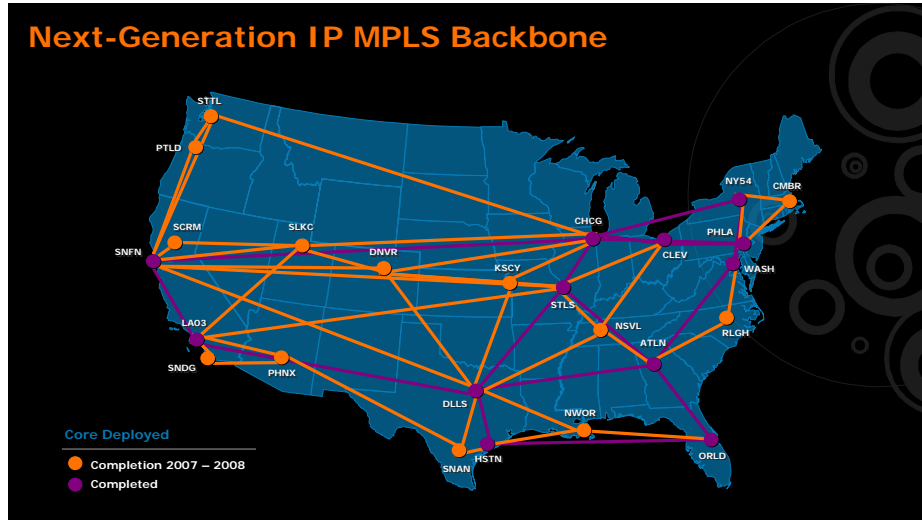 Next-Generation IP MPLS Backbone
STTL
PTLD
NY54
CMBR
SCRM
SLKC
CHCG
PHLA
SNFN
DNVR
CLEV
KSCY
WASH
STLS
LA03
NSVL
ATLN
RLGH
SNDG
PHNX
DLLS
NWOR
Core Deployed
ORLD
HSTN
SNAN
Completion 2007 – 2008
Completed